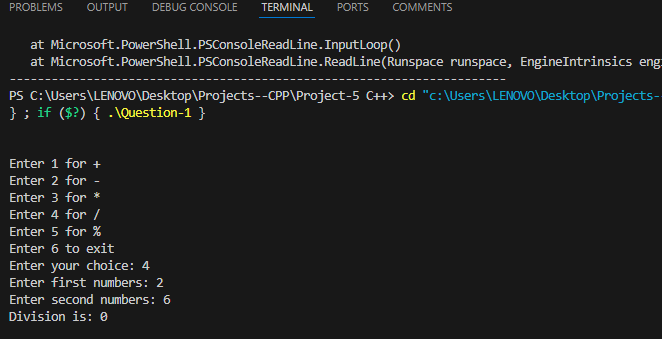 PROBLEMS OUTPUT DEBUG CONSOLE TERMINAL PORTS COMMENTS
at Microsoft.PowerShell.PSConsoleReadLine.InputLoop()
at Microsoft.PowerShell.PSConsoleReadLine.ReadLine(Runspace runspace, EngineIntrinsics eng
-----------------------------------------------------------------------
PS C:\Users\LENOVO\Desktop\Projects--CPP\Project-5 C++> cd "c:\Users\LENOVO\Desktop\Projects--
} ; if ($?) { .\Question-1 }
Enter 1 for +
Enter 2 for -
Enter 3 for *
Enter 4 for /
Enter 5 for %
Enter 6 to exit
Enter your choice: 4
Enter first numbers: 2
Enter second numbers: 6
Division is: 0